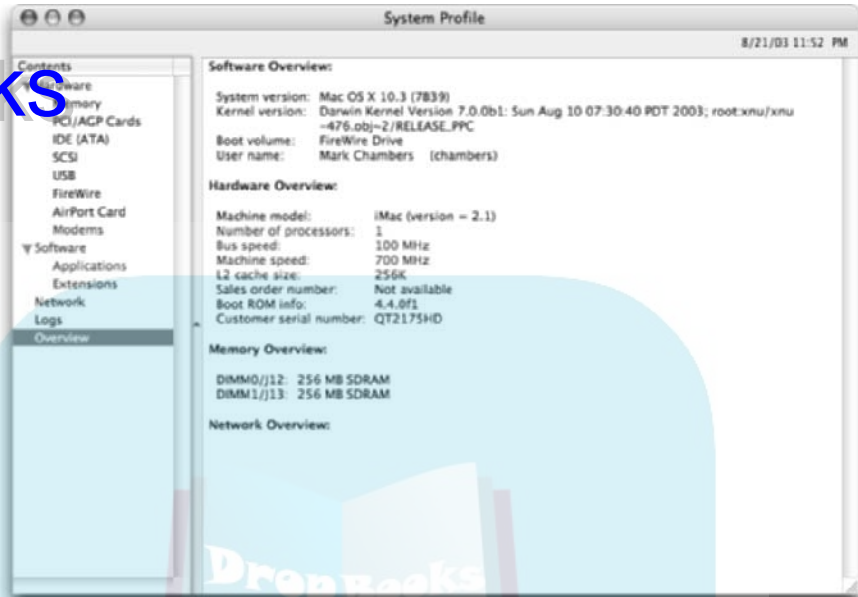 System Profile
8/21/03 11:52 PM
Contents
Hardware
Memory
PCI/AGP Cards
IDE (ATA)
SCSI
USB
FireWire
AirPort Card
Modems
Software
Applications
Extensions
Network
Logs
Overview
ks
Software Overview:
System version: Mac OS X 10.3 (7B39)
Kernel version: Darwin Kernel Version 7.0.0b1: Sun Aug 10 07:30:40 PDT 2003; root:xnu/xnu
-476.obj~2/RELEASE_PPC
Boot volume: FireWire Drive
User name: Mark Chambers (chambers)
Hardware Overview:
Machine model: iMac (version = 2.1)
Number of processors: 1
Bus speed: 100 MHz
Machine speed: 700 MHz
L2 cache size: 256K
Sales order number: Not available
Boot ROM info: 4.4.0f1
Customer serial number: QT2175HD
Memory Overview:
DIMM0/J12: 256 MB SDRAM
DIMM1/J13: 256 MB SDRAM
Network Overview:
DropBooks